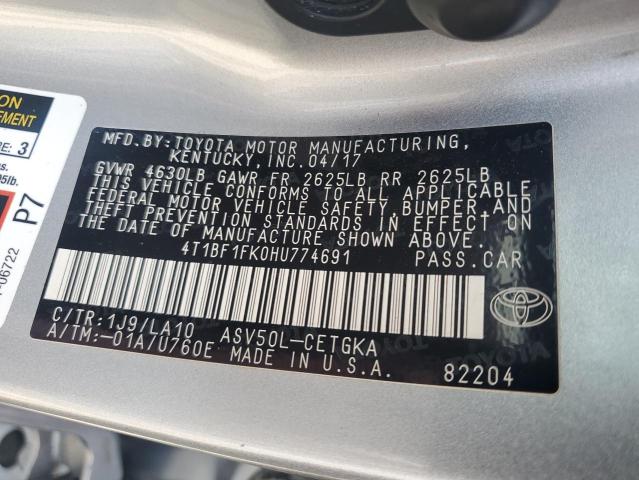 MFD. BY: TOYOTA MOTOR MANUFACTURING,
KENTUCKY, INC. 04/17
GVWR 4630LB GAWR FR 2625LB RR 2625LB
THIS VEHICLE CONFORMS TO ALL APPLICABLE
FEDERAL MOTOR VEHICLE SAFETY, BUMPER, AND
THEFT PREVENTION STANDARDS IN EFFECT ON
THE DATE OF MANUFACTURE SHOWN ABOVE.
4T1BF1FK0HU774691 PASS. CAR
C/TR: 1J9/LA10 ASV50L-CETGKA
A/TM: -01A/U760E MADE IN U.S.A.
82204
TOYOTA
3
P7
-06722